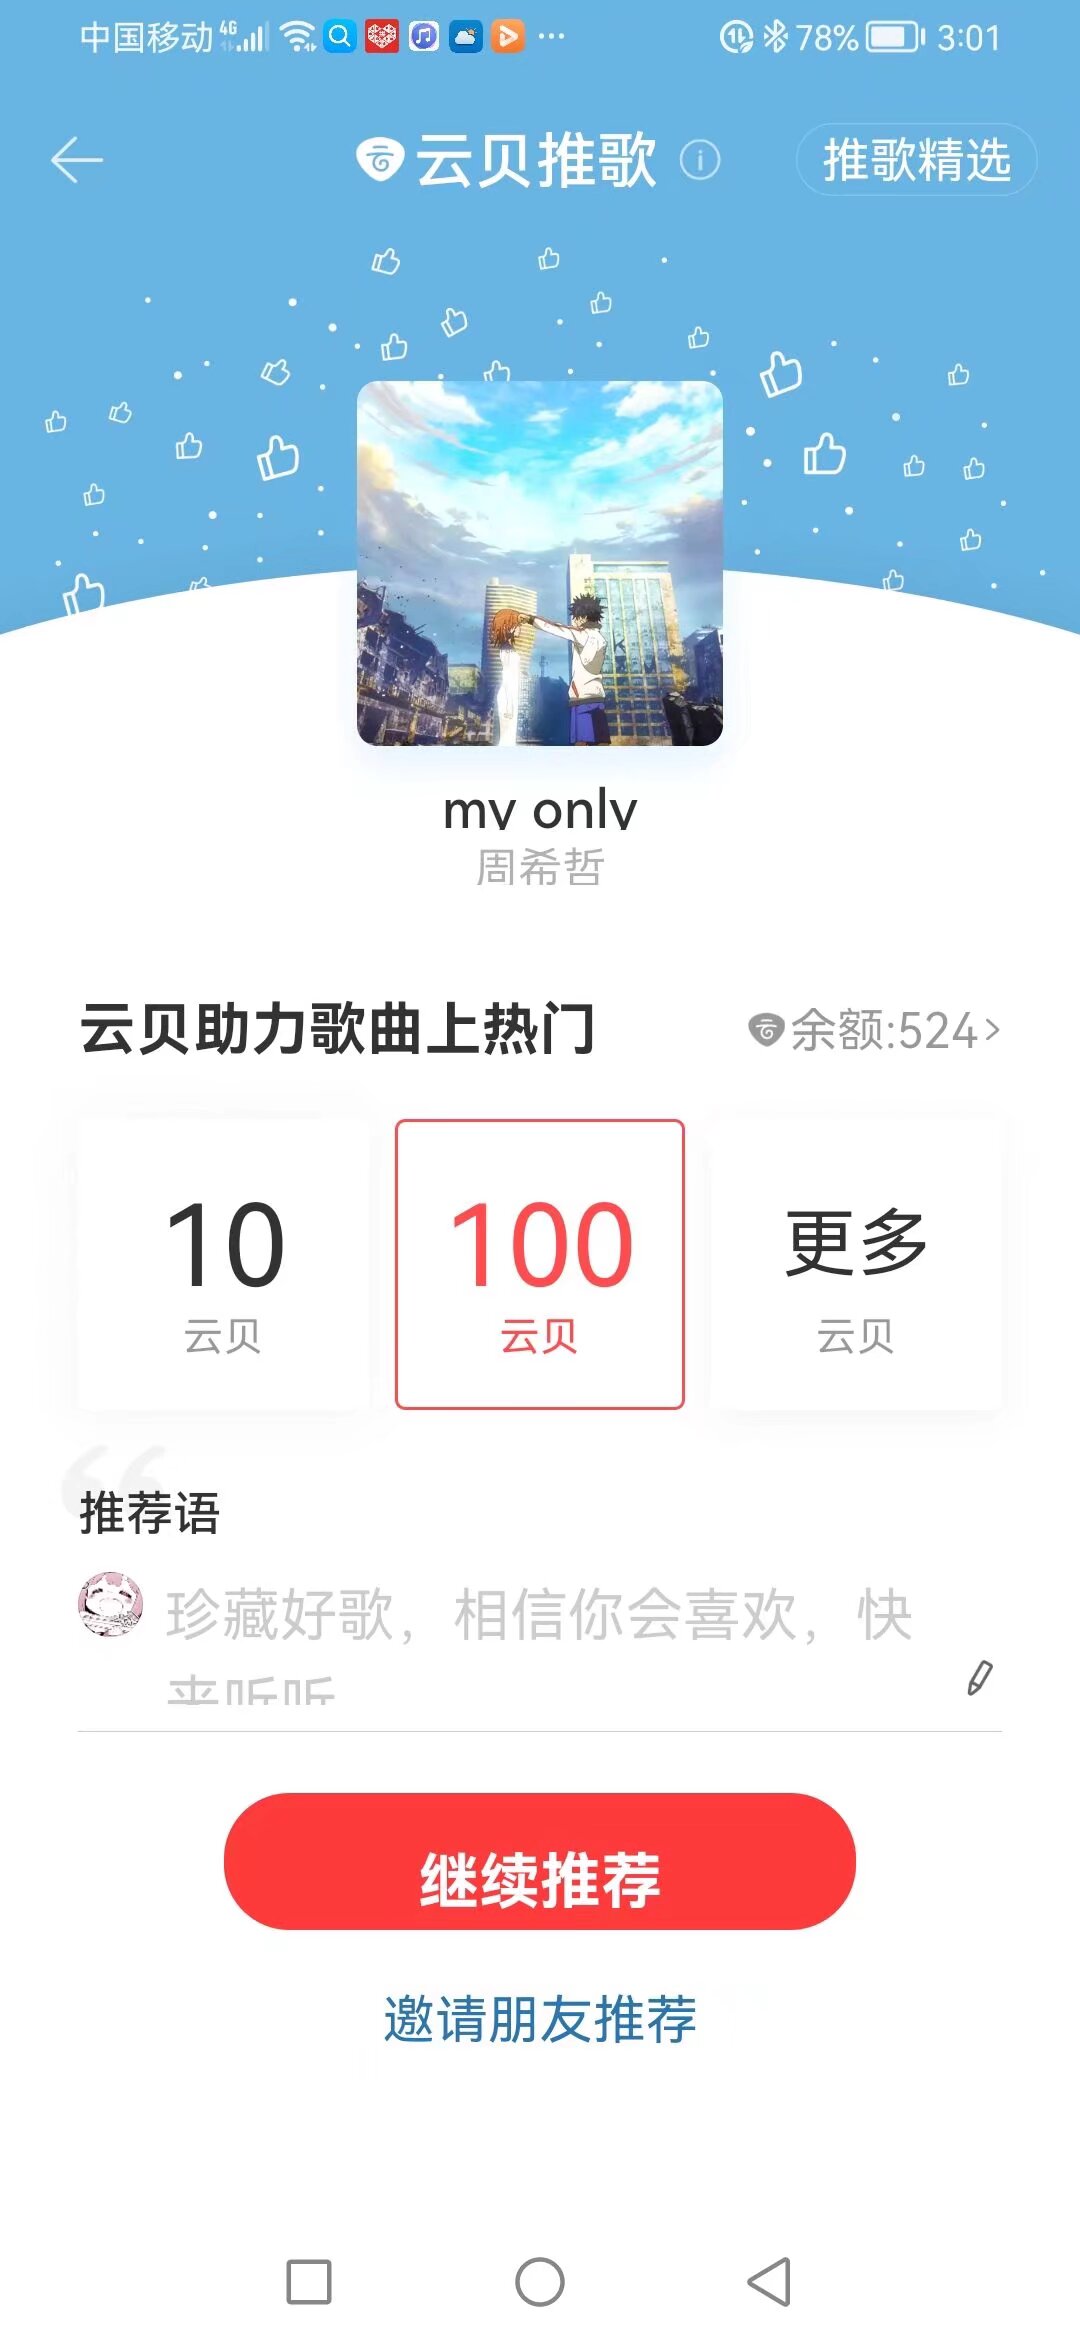 中国移动 4G 78% 3:01
云贝推歌 推歌精选
my only
周希哲
云贝助力歌曲上热门 余额:524
10 100 更多
云贝 云贝 云贝
推荐语
珍藏好歌，相信你会喜欢，快
来听听
继续推荐
邀请朋友推荐